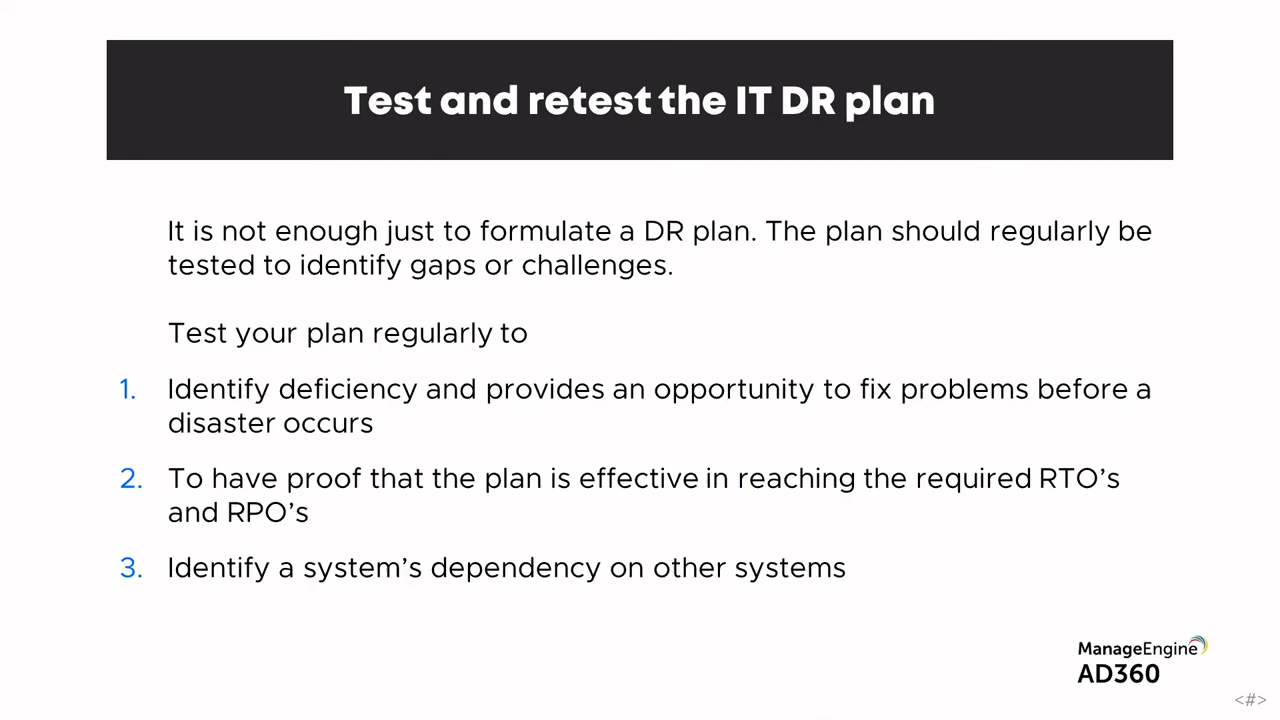 Test and retest the IT DR plan
It is not enough just to formulate a DR plan. The plan should regularly be
tested to identify gaps or challenges.
Test your plan regularly to
1. Identify deficiency and provides an opportunity to fix problems before a
disaster occurs
2. To have proof that the plan is effective in reaching the required RTO’s
and RPO’s
3. Identify a system’s dependency on other systems
ManageEngine
AD360
<#>